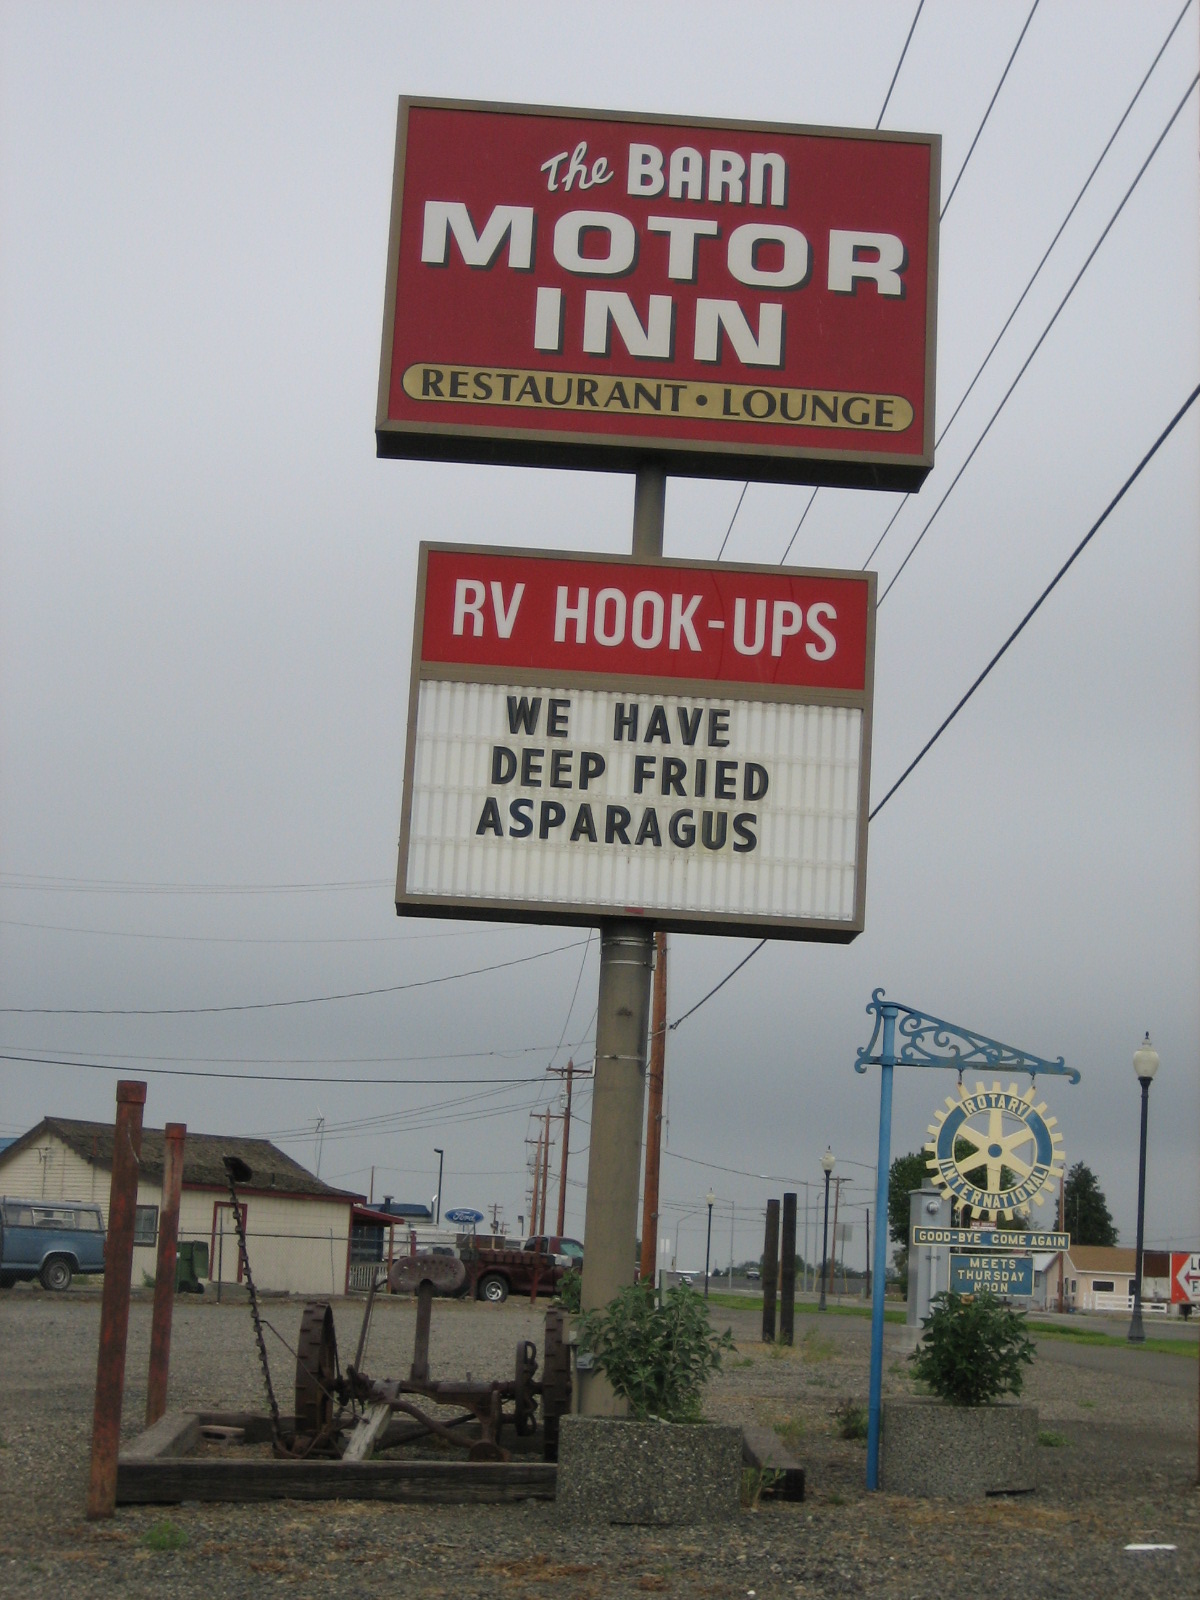 The BARN
MOTOR
INN
RESTAURANT • LOUNGE
RV HOOK-UPS
WE HAVE
DEEP FRIED
ASPARAGUS
Ford
ROTARY
INTERNATIONAL
GOOD-BYE COME AGAIN
MEETS
THURSDAY
NOON